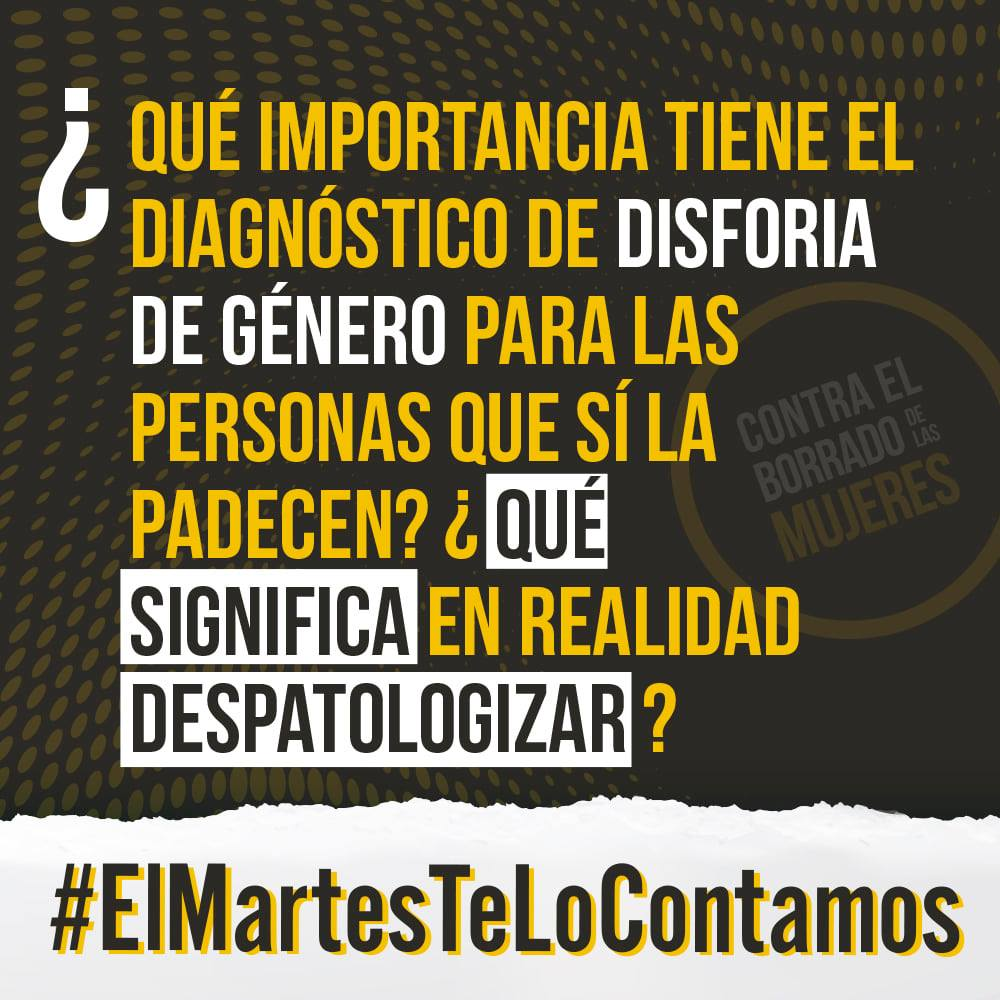 ¿QUÉ IMPORTANCIA TIENE EL
DIAGNÓSTICO DE DISFORIA
DE GÉNERO PARA LAS
PERSONAS QUE SÍ LA
PADECEN? ¿QUÉ
SIGNIFICA EN REALIDAD
DESPATOLOGIZAR?
CONTRA EL
BORRADO DE LAS
MUJERES
#ElMartesTeLoContamos